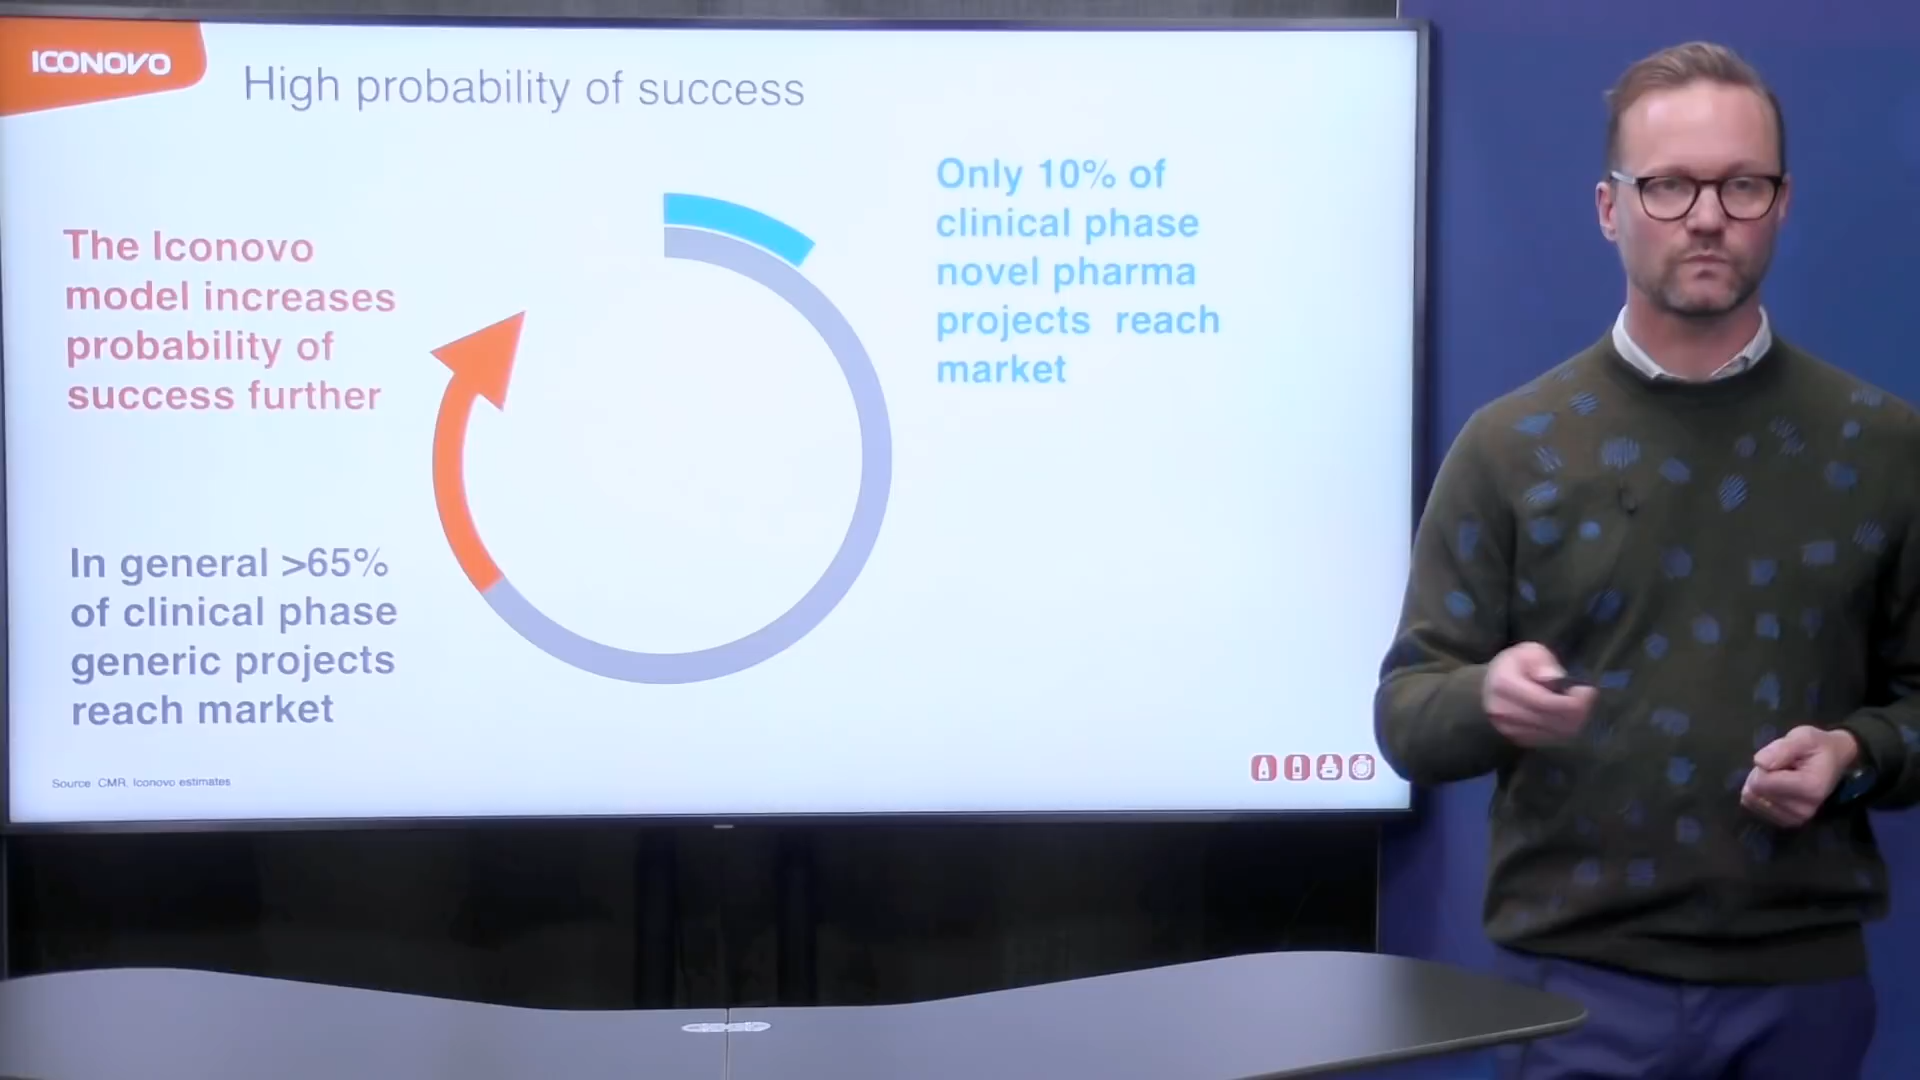 ICONOVO
High probability of success
The Iconovo
model increases
probability of
success further
Only 10% of
clinical phase
novel pharma
projects reach
market
In general >65%
of clinical phase
generic projects
reach market
Source: CMR, Iconovo estimates